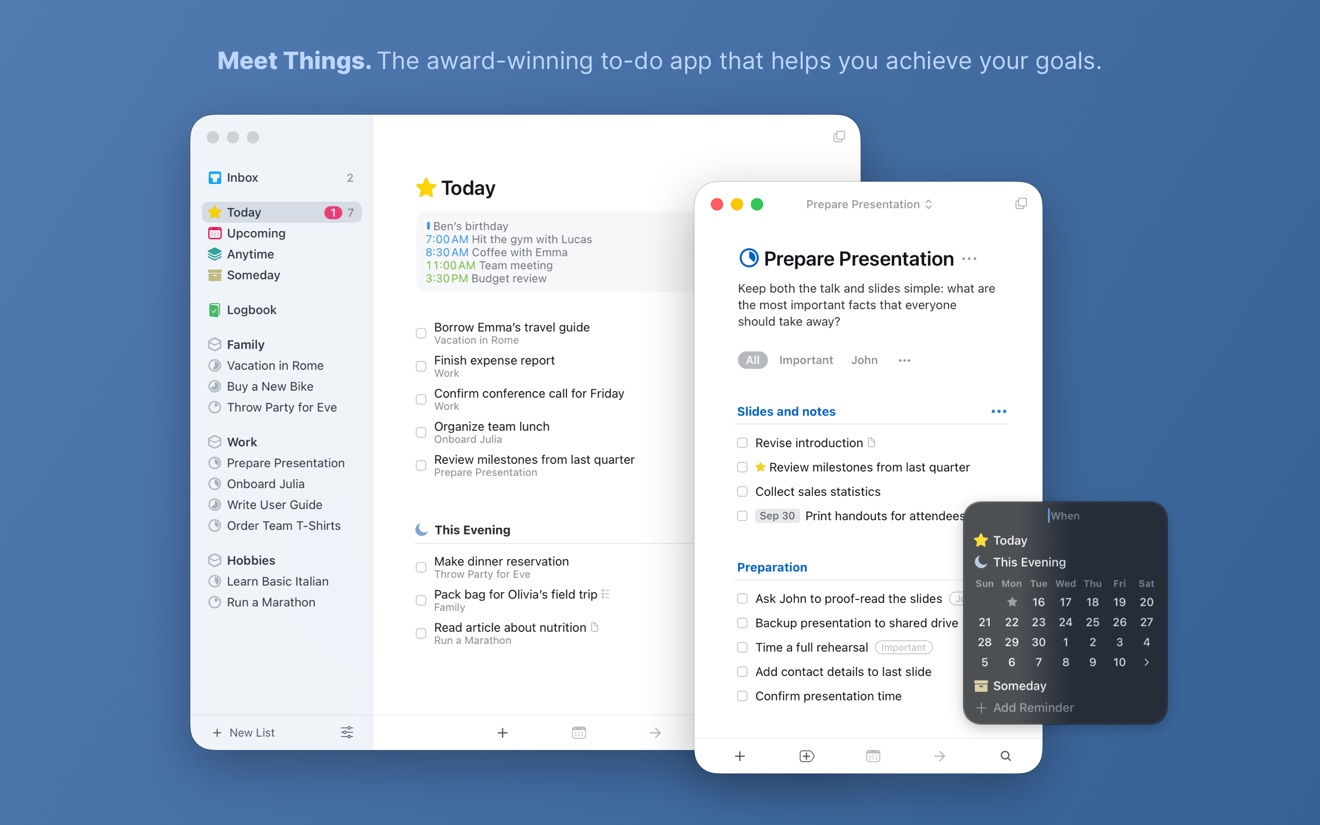 Meet Things. The award-winning to-do app that helps you achieve your goals.
Inbox 2
Today 1 7
Upcoming
Anytime
Someday
Logbook
Family
Vacation in Rome
Buy a New Bike
Throw Party for Eve
Work
Prepare Presentation
Onboard Julia
Write User Guide
Order Team T-Shirts
Hobbies
Learn Basic Italian
Run a Marathon
New List
Today
Ben's birthday
7:00 AM Hit the gym with Lucas
8:30 AM Coffee with Emma
11:00 AM Team meeting
3:30 PM Budget review
Borrow Emma's travel guide
Vacation in Rome
Finish expense report
Work
Confirm conference call for Friday
Work
Organize team lunch
Onboard Julia
Review milestones from last quarter
Prepare Presentation
This Evening
Make dinner reservation
Throw Party for Eve
Pack bag for Olivia's field trip
Family
Read article about nutrition
Run a Marathon
Prepare Presentation
Prepare Presentation
Keep both the talk and slides simple: what are
the most important facts that everyone
should take away?
All Important John
Slides and notes
Revise introduction
Review milestones from last quarter
Collect sales statistics
Sep 30 Print handouts for attendees
Preparation
Ask John to proof-read the slides
Backup presentation to shared drive
Time a full rehearsal Important
Add contact details to last slide
Confirm presentation time
When
Today
This Evening
Sun Mon Tue Wed Thu Fri Sat
16 17 18 19 20
21 22 23 24 25 26 27
28 29 30 1 2 3 4
5 6 7 8 9 10
Someday
Add Reminder